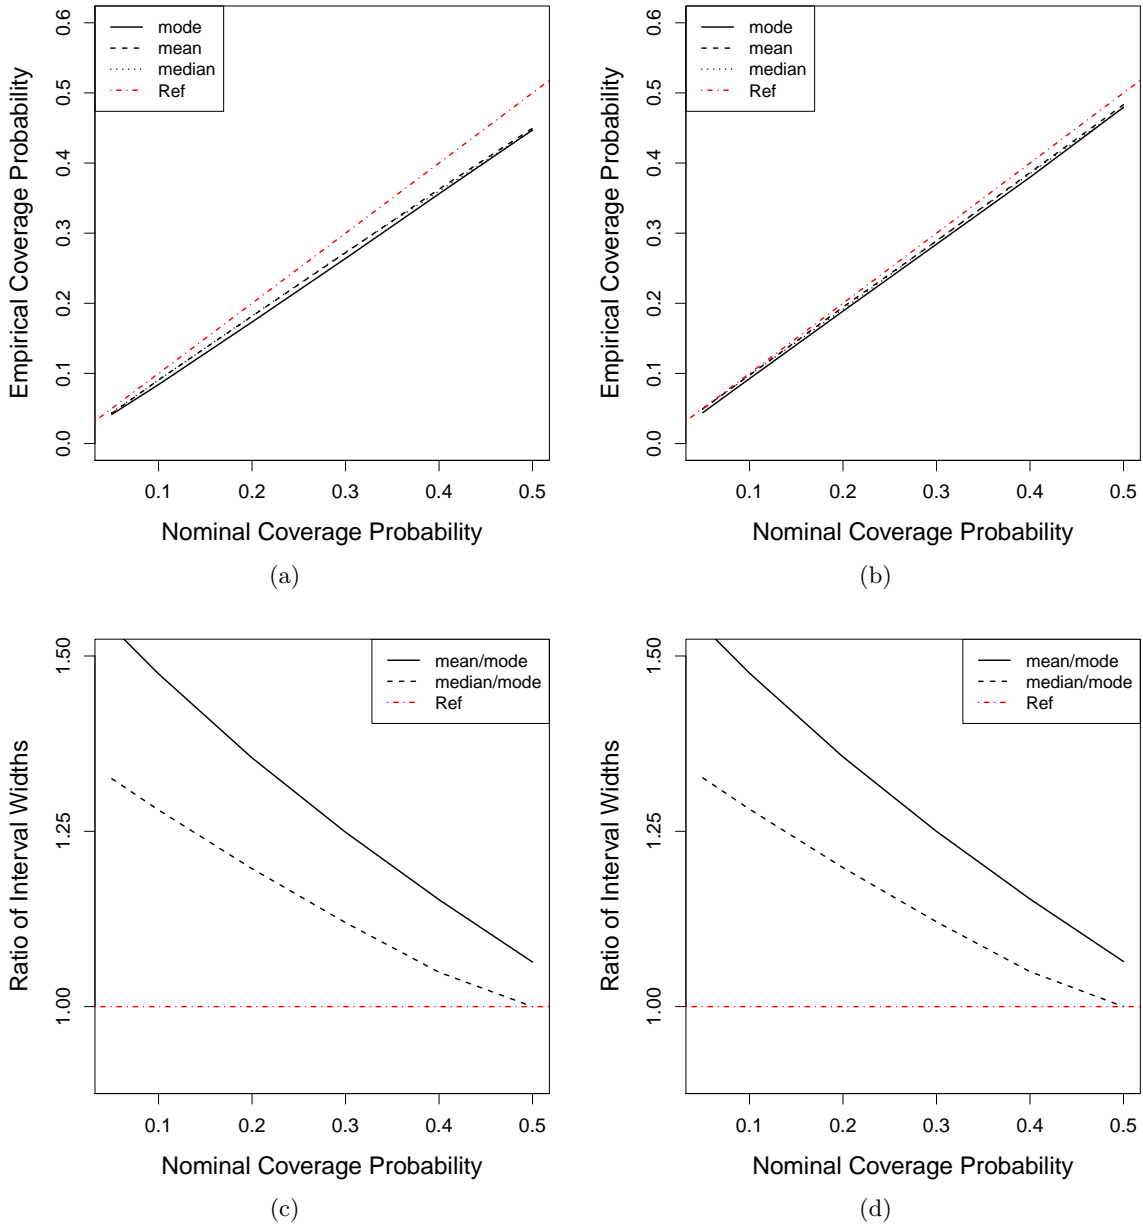 mode
mean
median
Ref
0.0
0.1
0.2
0.3
0.4
0.5
0.6
Empirical Coverage Probability
0.1
0.2
0.3
0.4
0.5
Nominal Coverage Probability
(a)
mode
mean
median
Ref
0.0
0.1
0.2
0.3
0.4
0.5
0.6
Empirical Coverage Probability
0.1
0.2
0.3
0.4
0.5
Nominal Coverage Probability
(b)
mean/mode
median/mode
Ref
1.00
1.25
1.50
Ratio of Interval Widths
0.1
0.2
0.3
0.4
0.5
Nominal Coverage Probability
(c)
mean/mode
median/mode
Ref
1.00
1.25
1.50
Ratio of Interval Widths
0.1
0.2
0.3
0.4
0.5
Nominal Coverage Probability
(d)